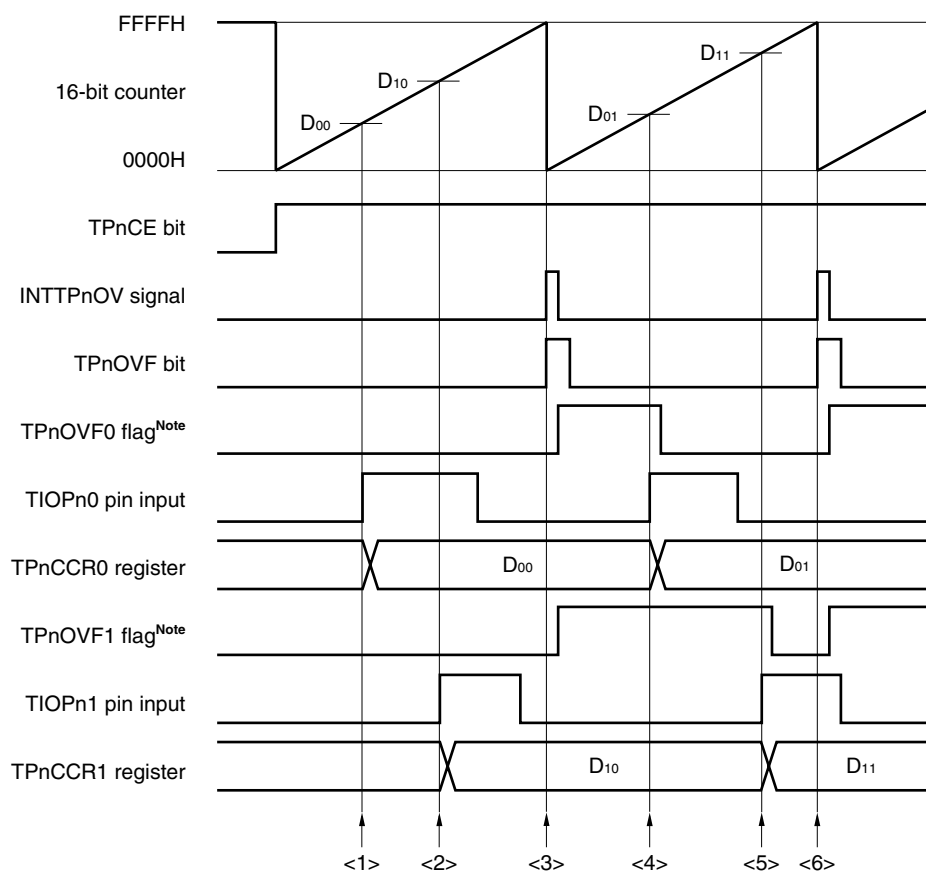 FFFFH
16-bit counter
0000H
D00
D10
D01
D11
TPnCE bit
INTTPnOV signal
TPnOVF bit
TPnOVF0 flagNote
TIOPn0 pin input
TPnCCR0 register
D00
D01
TPnOVF1 flagNote
TIOPn1 pin input
TPnCCR1 register
D10
D11
<1> <2> <3> <4> <5> <6>